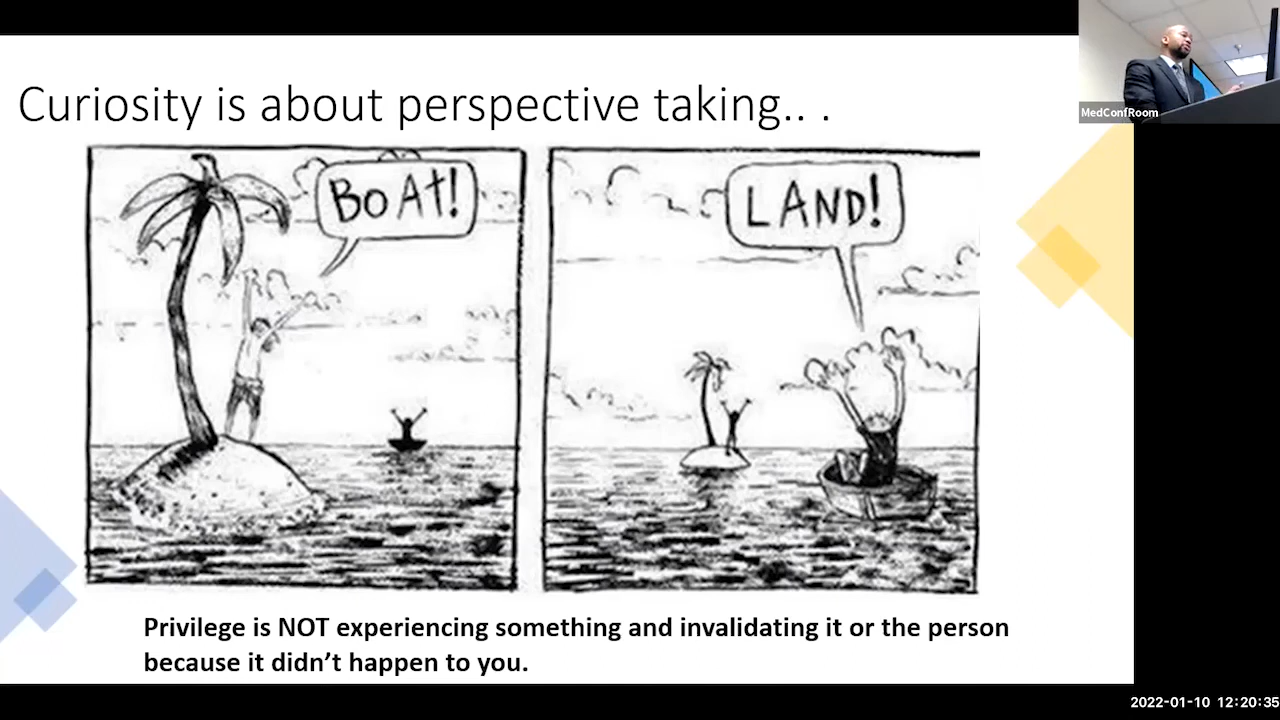 Curiosity is about perspective taking.. .
BOAt!
LAND!
MedConfRoom
Privilege is NOT experiencing something and invalidating it or the person
because it didn’t happen to you.
2022-01-10 12:20:35